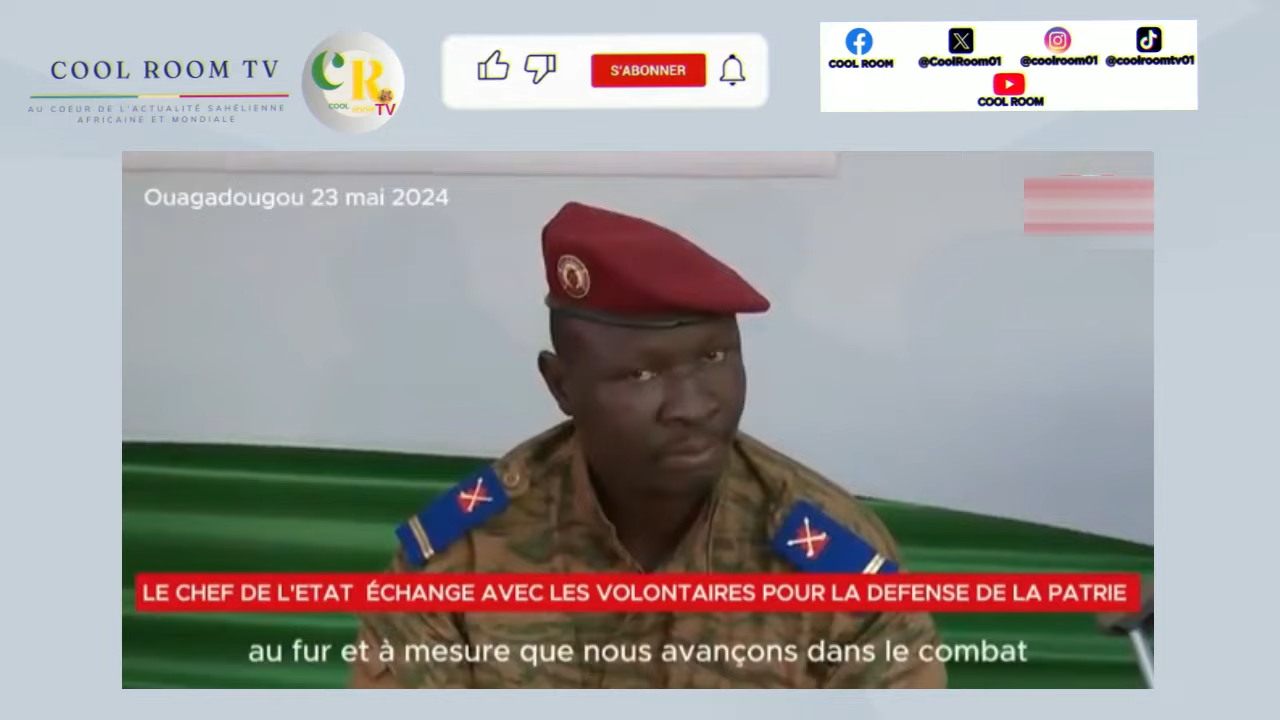 COOL ROOM TV
AU COEUR DE L'ACTUALITÉ SAHÉLIENNE
AFRICAINE ET MONDIALE
CR
COOL ROOM TV
S'ABONNER
COOL ROOM
@CoolRoom01
@coolroom01
@coolroomtv01
COOL ROOM
Ouagadougou 23 mai 2024
LE CHEF DE L'ETAT ÉCHANGE AVEC LES VOLONTAIRES POUR LA DEFENSE DE LA PATRIE
au fur et à mesure que nous avançons dans le combat